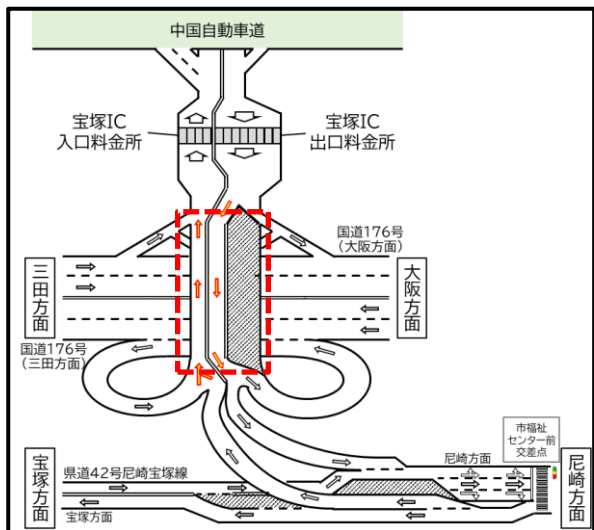 中国自動車道
宝塚IC
入口料金所
宝塚IC
出口料金所
国道176号
(大阪方面)
三田方面
大阪方面
国道176号
(三田方面)
市福祉
センター前
交差点
尼崎方面
宝塚方面
県道42号尼崎宝塚線
宝塚方面
尼崎方面